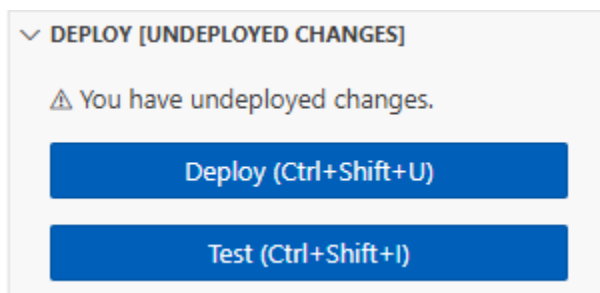 DEPLOY [UNDEPLOYED CHANGES]
You have undeployed changes.
Deploy (Ctrl+Shift+U)
Test (Ctrl+Shift+I)